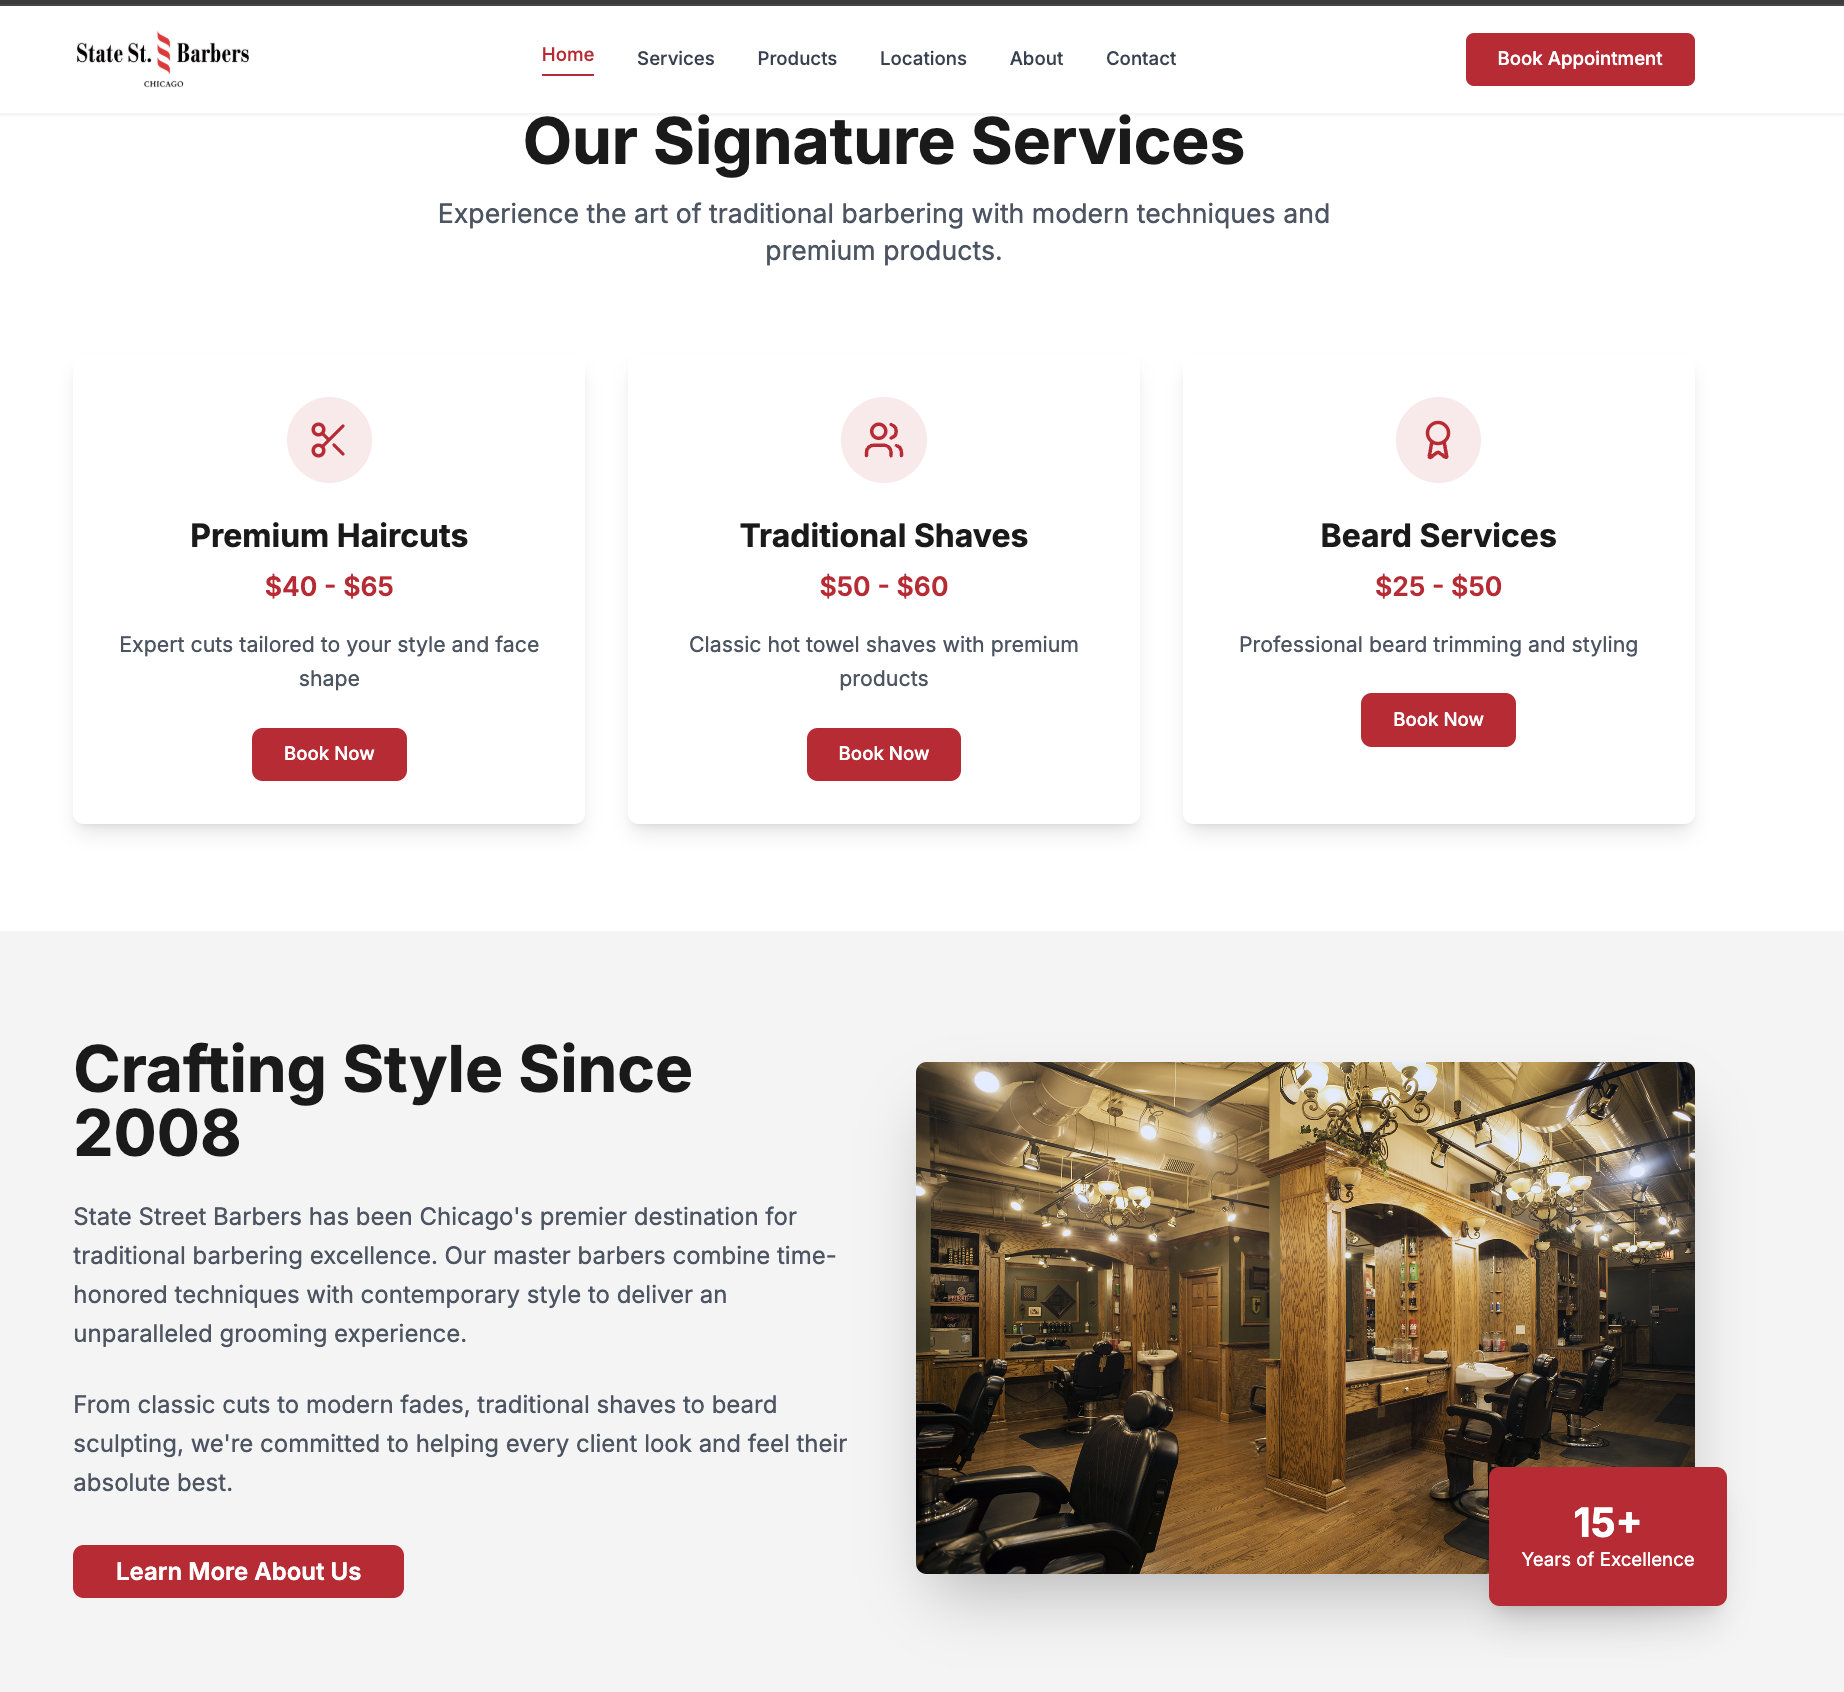 State St. Barbers
CHICAGO
Home
Services
Products
Locations
About
Contact
Book Appointment
Our Signature Services
Experience the art of traditional barbering with modern techniques and
premium products.
Premium Haircuts
$40 - $65
Expert cuts tailored to your style and face
shape
Book Now
Traditional Shaves
$50 - $60
Classic hot towel shaves with premium
products
Book Now
Beard Services
$25 - $50
Professional beard trimming and styling
Book Now
Crafting Style Since
2008
State Street Barbers has been Chicago's premier destination for
traditional barbering excellence. Our master barbers combine time-
honored techniques with contemporary style to deliver an
unparalleled grooming experience.
From classic cuts to modern fades, traditional shaves to beard
sculpting, we're committed to helping every client look and feel their
absolute best.
Learn More About Us
15+
Years of Excellence